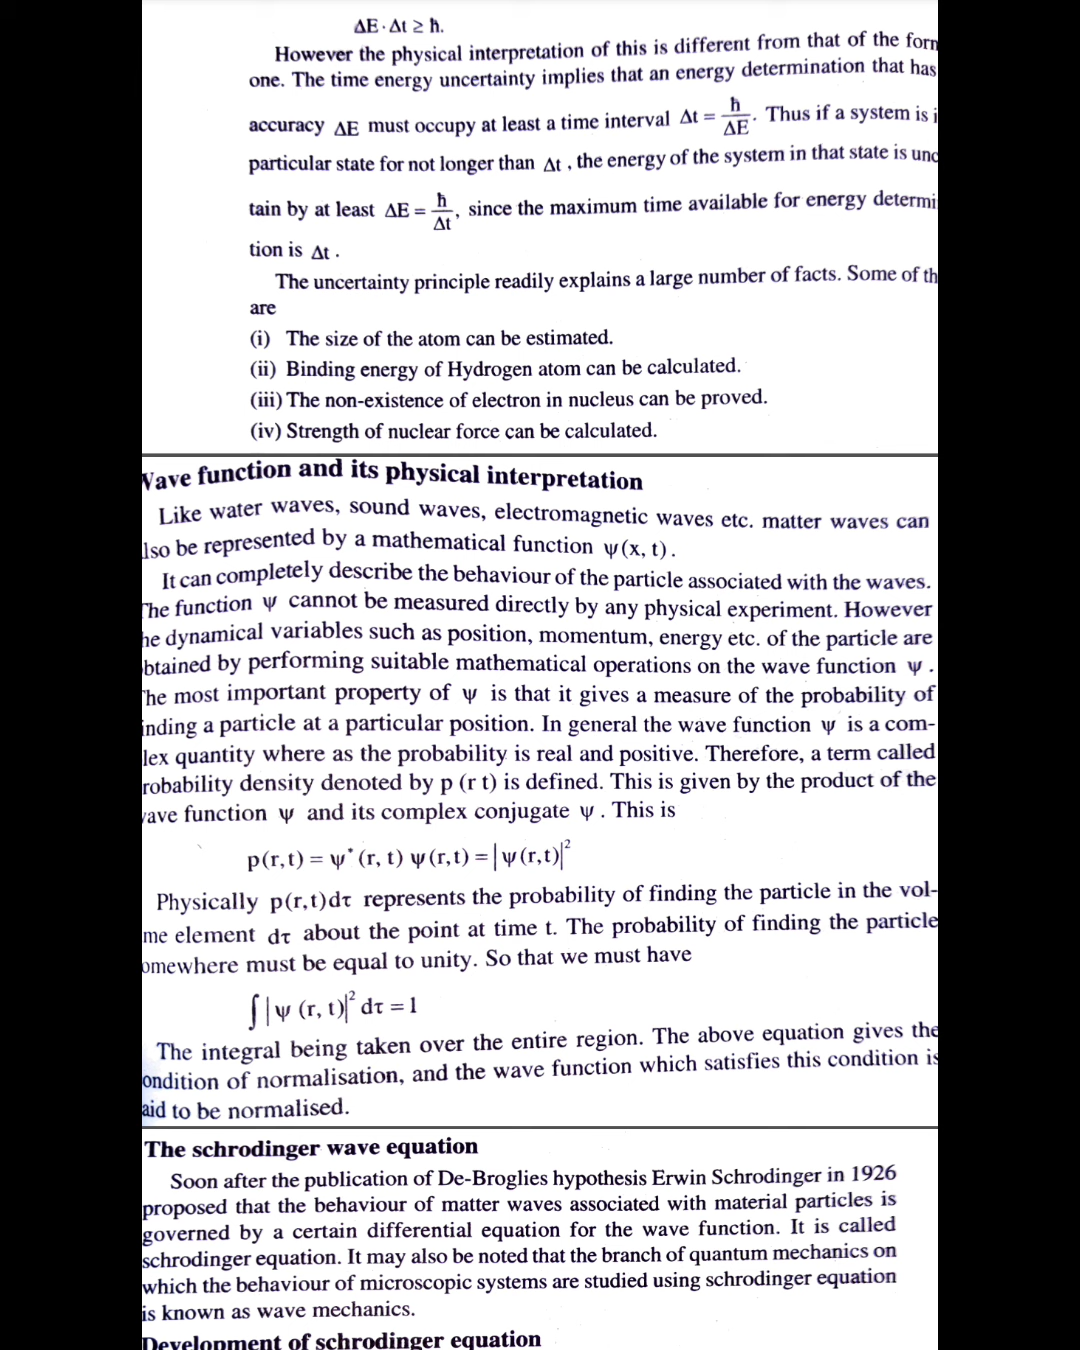 ΔE · Δt ≥ ħ.
However the physical interpretation of this is different from that of the form
one. The time energy uncertainty implies that an energy determination that has
accuracy ΔE must occupy at least a time interval Δt = ħ/ΔE. Thus if a system is i
particular state for not longer than Δt, the energy of the system in that state is unc
tain by at least ΔE = ħ/Δt, since the maximum time available for energy determi
tion is Δt.
The uncertainty principle readily explains a large number of facts. Some of th
are
(i) The size of the atom can be estimated.
(ii) Binding energy of Hydrogen atom can be calculated.
(iii) The non-existence of electron in nucleus can be proved.
(iv) Strength of nuclear force can be calculated.
Wave function and its physical interpretation
Like water waves, sound waves, electromagnetic waves etc. matter waves can
lso be represented by a mathematical function ψ(x, t).
It can completely describe the behaviour of the particle associated with the waves.
The function ψ cannot be measured directly by any physical experiment. However
he dynamical variables such as position, momentum, energy etc. of the particle are
btained by performing suitable mathematical operations on the wave function ψ.
The most important property of ψ is that it gives a measure of the probability of
inding a particle at a particular position. In general the wave function ψ is a com-
lex quantity where as the probability is real and positive. Therefore, a term called
robability density denoted by p (r t) is defined. This is given by the product of the
wave function ψ and its complex conjugate ψ. This is
p(r,t) = ψ* (r, t) ψ(r,t) = |ψ(r,t)|²
Physically p(r,t)dτ represents the probability of finding the particle in the vol-
me element dτ about the point at time t. The probability of finding the particle
omewhere must be equal to unity. So that we must have
∫|ψ (r, t)|² dτ = 1
The integral being taken over the entire region. The above equation gives the
ondition of normalisation, and the wave function which satisfies this condition is
aid to be normalised.
The schrodinger wave equation
Soon after the publication of De-Broglies hypothesis Erwin Schrodinger in 1926
proposed that the behaviour of matter waves associated with material particles is
governed by a certain differential equation for the wave function. It is called
schrodinger equation. It may also be noted that the branch of quantum mechanics on
which the behaviour of microscopic systems are studied using schrodinger equation
is known as wave mechanics.
Development of schrodinger equation